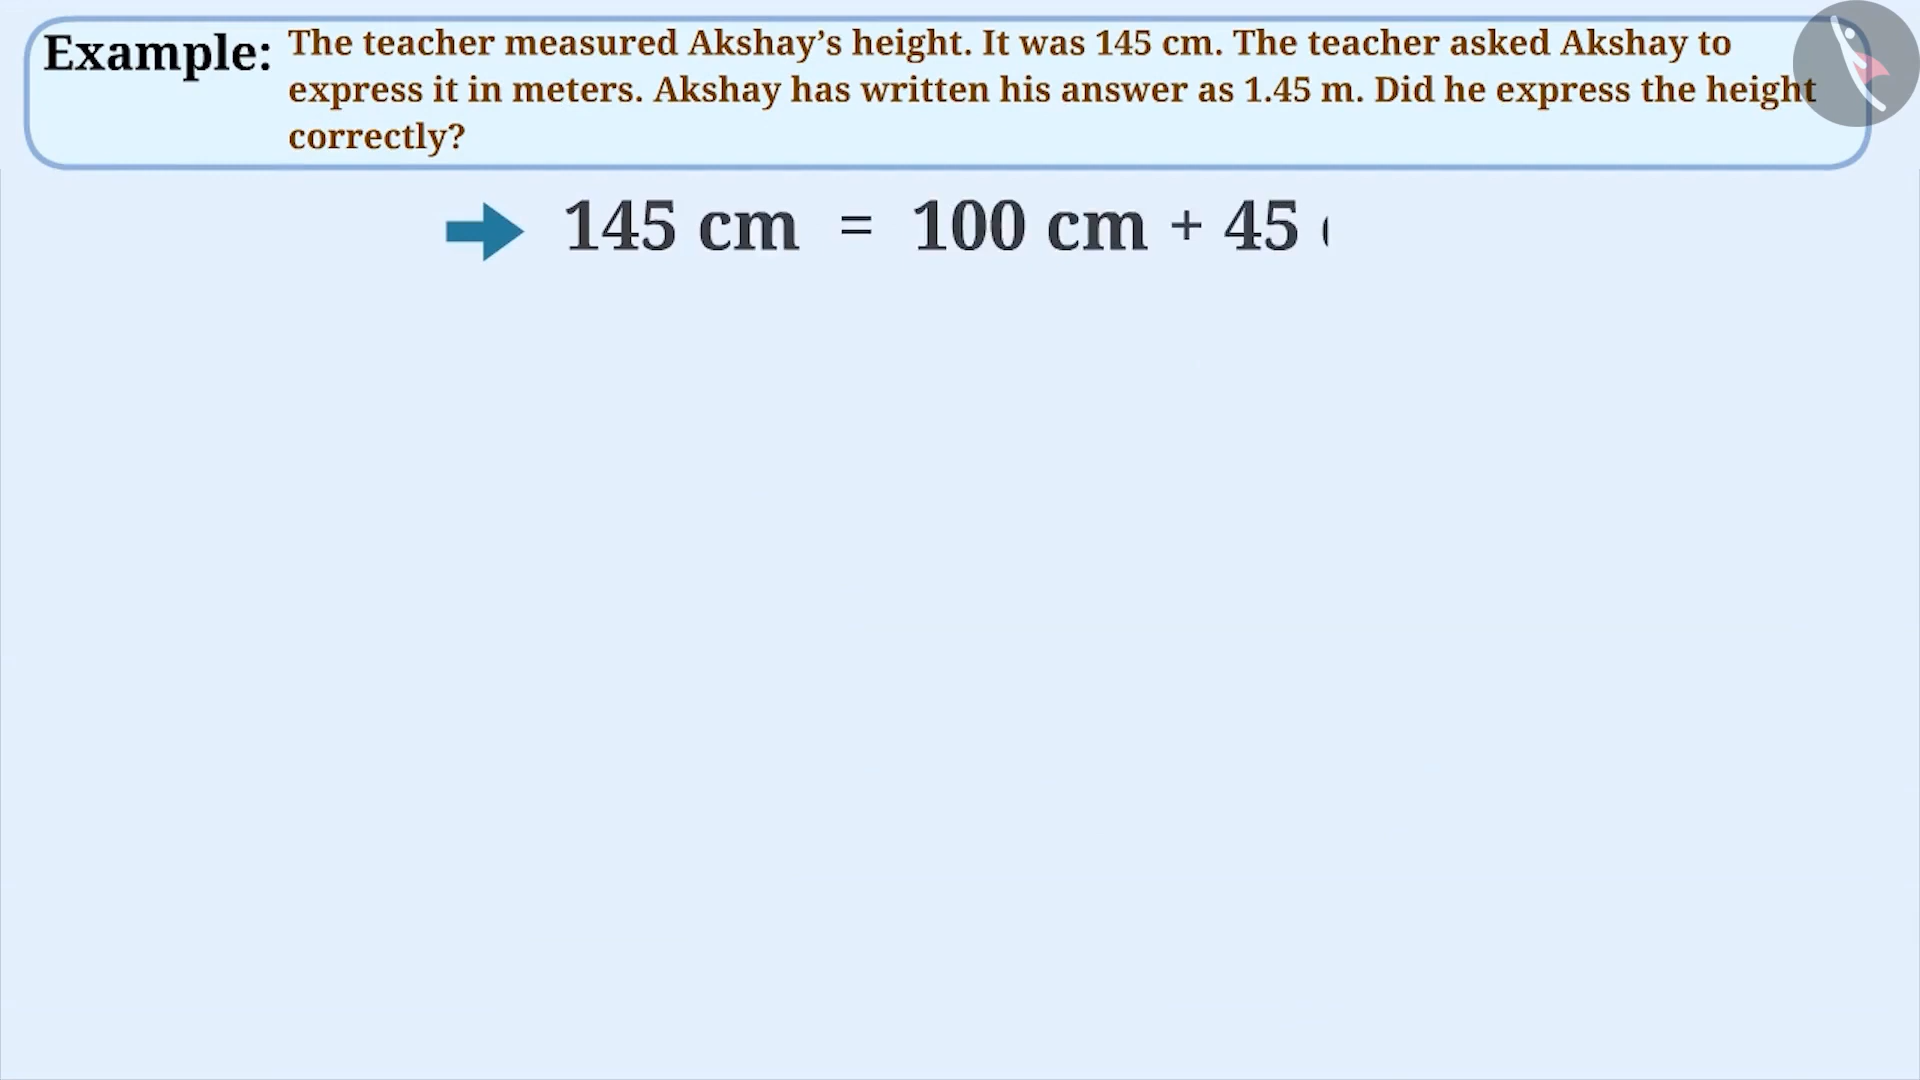 Example: The teacher measured Akshay’s height. It was 145 cm. The teacher asked Akshay to
express it in meters. Akshay has written his answer as 1.45 m. Did he express the height
correctly?
145 cm = 100 cm + 45